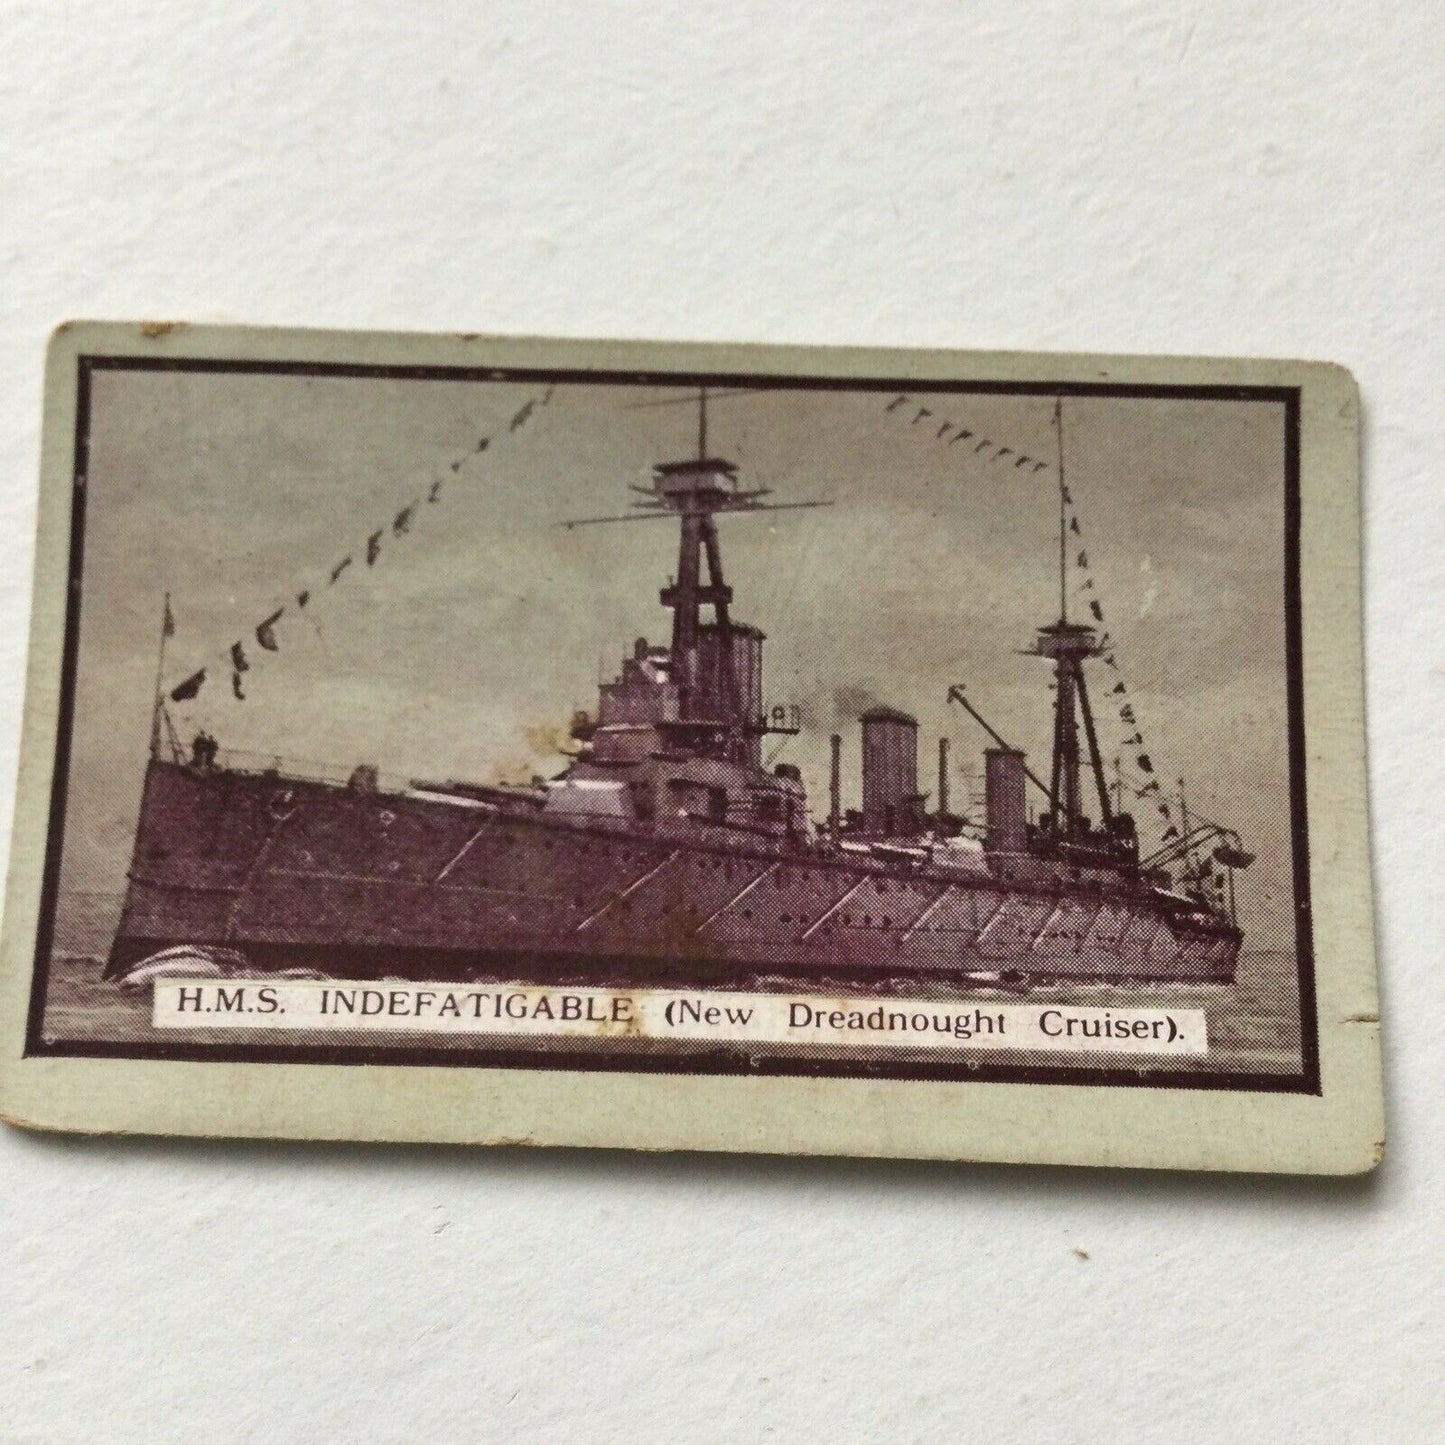 H.M.S. INDEFATIGABLE (New Dreadnought Cruiser).